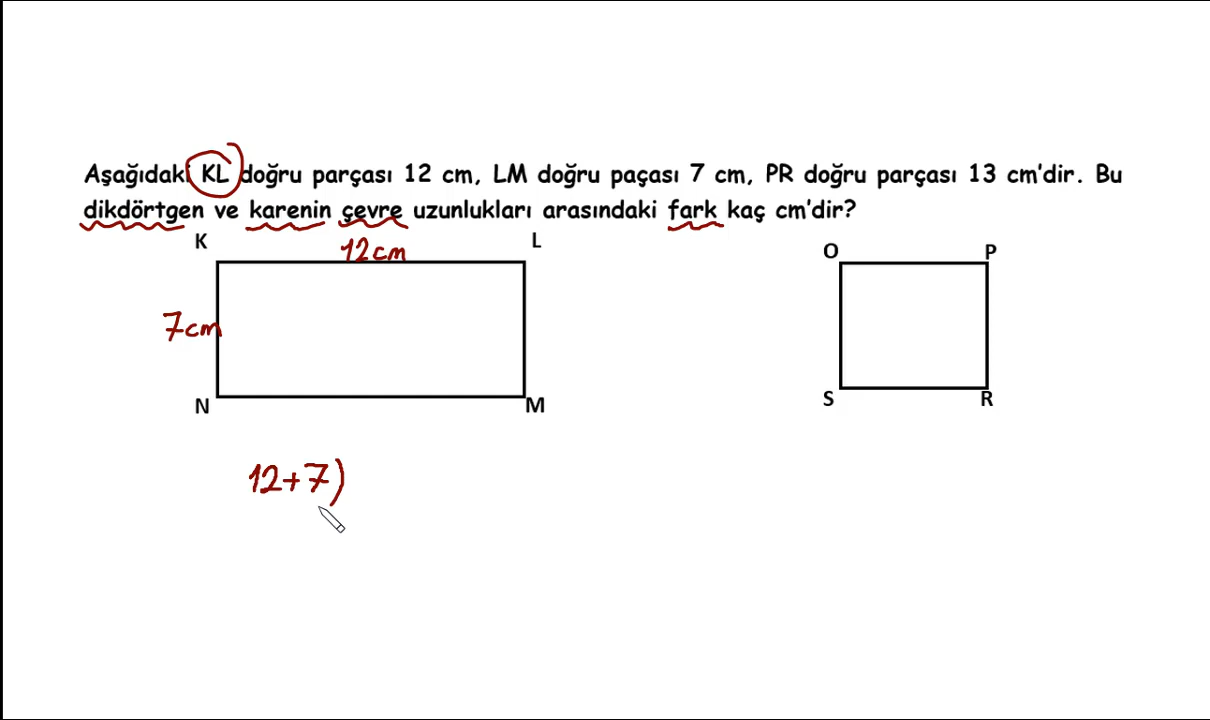 Aşağıdaki KL doğru parçası 12 cm, LM doğru paçası 7 cm, PR doğru parçası 13 cm'dir. Bu
dikdörtgen ve karenin çevre uzunlukları arasındaki fark kaç cm'dir?
K L
12cm
O P
7cm
N M
S R
12+7)